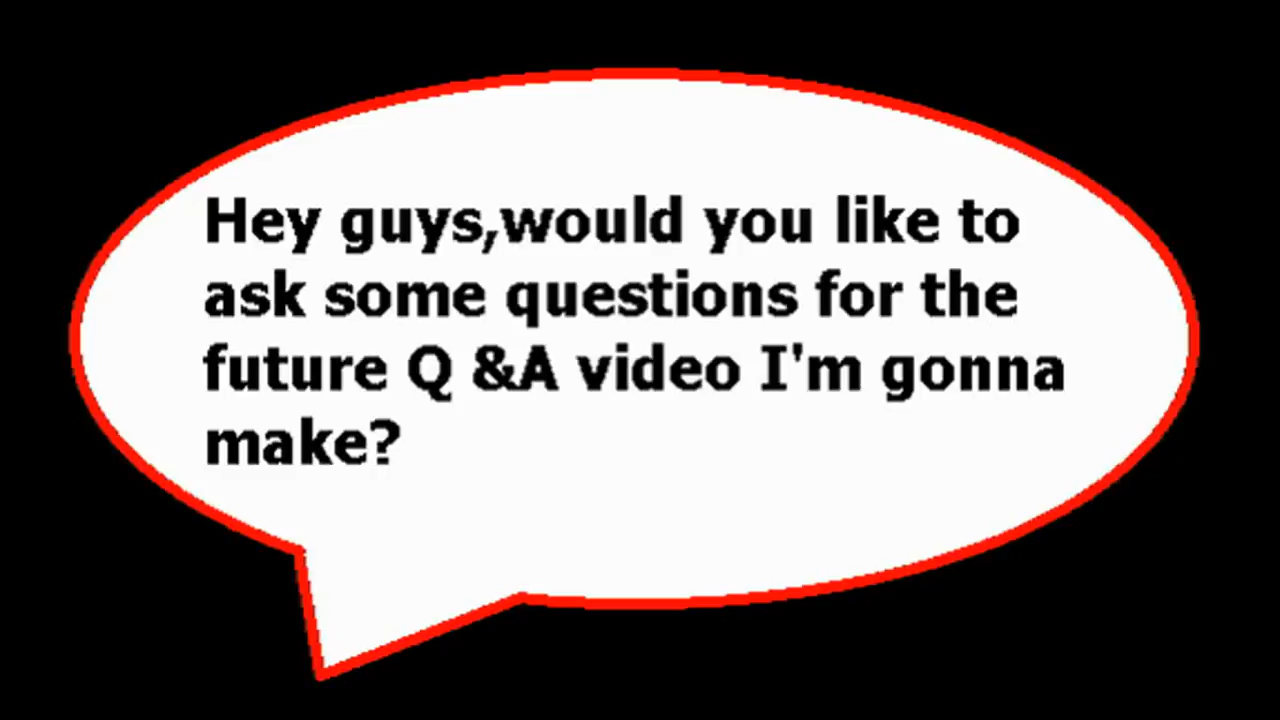 Hey guys,would you like to
ask some questions for the
future Q &A video I'm gonna
make?